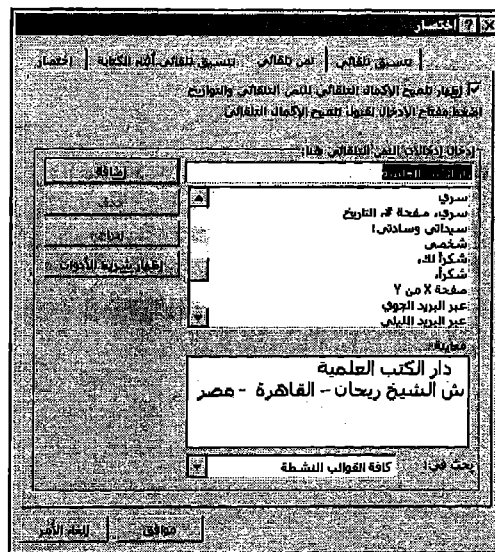 اختصار
تنسيق تلقائي
نص تلقائي
تنسيق تلقائي أثناء الكتابة
اختصار
إظهار تلميح الإكمال التلقائي للنص التلقائي والتواريخ
اضغط مفتاح الإدخال لقبول تلميح الإكمال التلقائي
إدخال إدخالات النص التلقائي هنا:
إضافة
حذف
إدراج
إظهار شريط الأدوات
سري
سري، صفحة #، التاريخ
سيداتي وسادتي:
شخصي
شكراً لك،
شكراً،
صفحة X من Y
عبر البريد الجوي
عبر البريد الليلي
معاينة:
دار الكتب العلمية
ش الشيخ ريحان - القاهرة - مصر
بحث في:
كافة القوالب النشطة
موافق
إلغاء الأمر